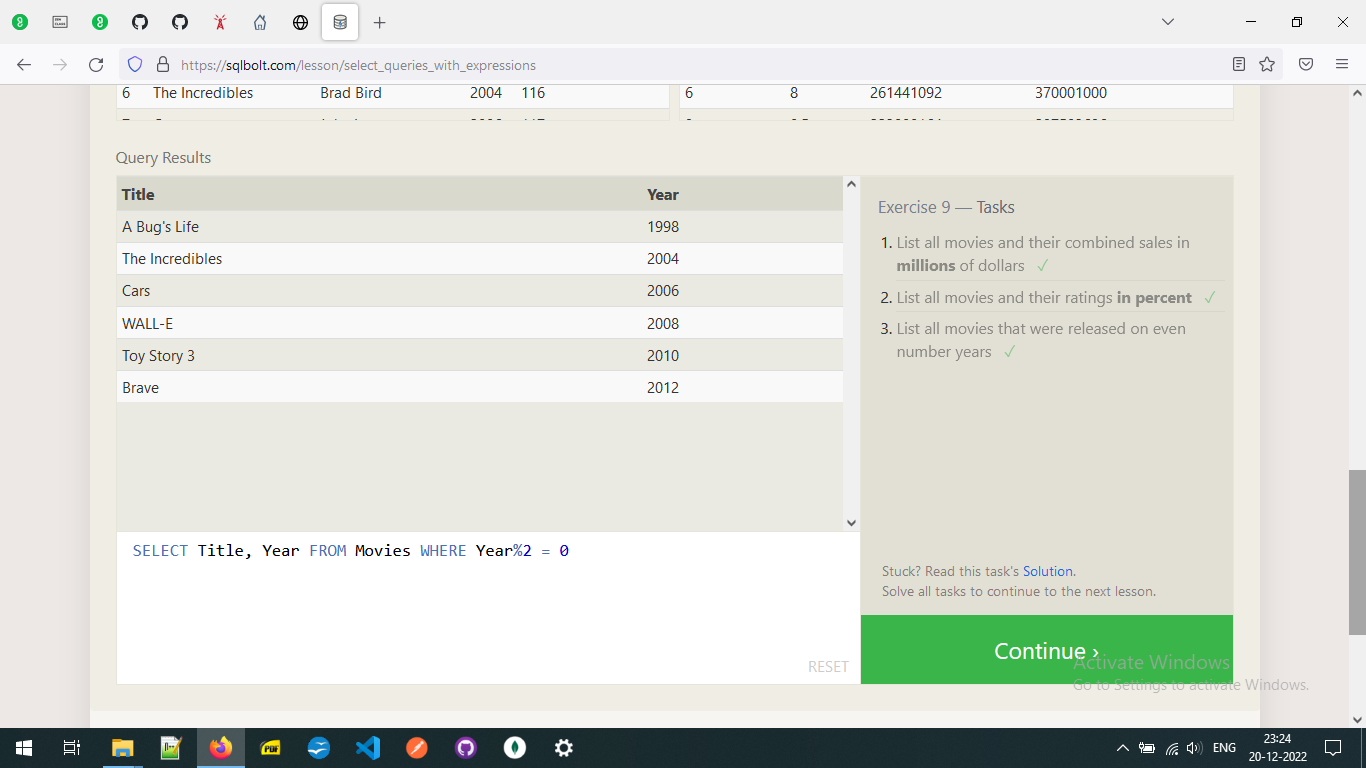 https://sqlbolt.com/lesson/select_queries_with_expressions
6 The Incredibles Brad Bird 2004 116
6 8 261441092 370001000
Query Results
Title Year
A Bug's Life 1998
The Incredibles 2004
Cars 2006
WALL-E 2008
Toy Story 3 2010
Brave 2012
SELECT Title, Year FROM Movies WHERE Year%2 = 0
RESET
Exercise 9 — Tasks
1. List all movies and their combined sales in
millions of dollars ✓
2. List all movies and their ratings in percent ✓
3. List all movies that were released on even
number years ✓
Stuck? Read this task's Solution.
Solve all tasks to continue to the next lesson.
Continue ›
Activate Windows
Go to Settings to activate Windows.
PDF
ENG
23:24
20-12-2022